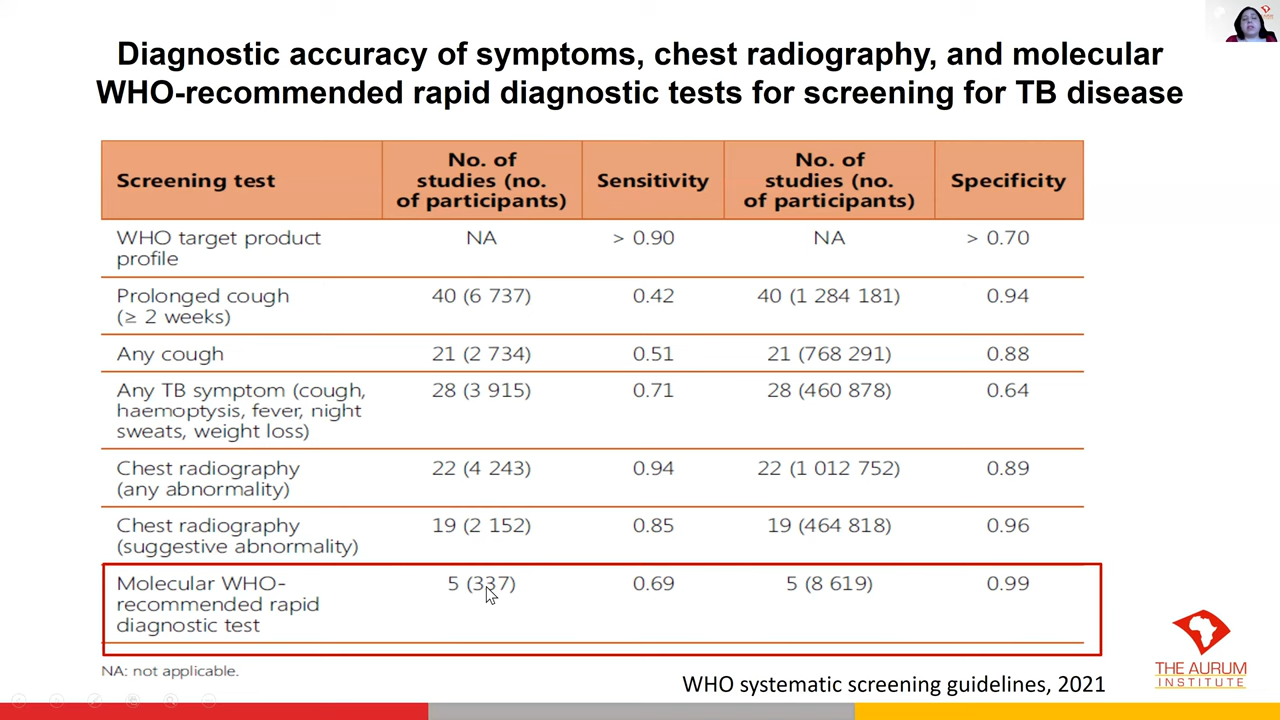 Diagnostic accuracy of symptoms, chest radiography, and molecular
WHO-recommended rapid diagnostic tests for screening for TB disease
Screening test
No. of
studies (no.
of participants)
Sensitivity
No. of
studies (no.
of participants)
Specificity
WHO target product
profile
NA
> 0.90
NA
> 0.70
Prolonged cough
(≥ 2 weeks)
40 (6 737)
0.42
40 (1 284 181)
0.94
Any cough
21 (2 734)
0.51
21 (768 291)
0.88
Any TB symptom (cough,
haemoptysis, fever, night
sweats, weight loss)
28 (3 915)
0.71
28 (460 878)
0.64
Chest radiography
(any abnormality)
22 (4 243)
0.94
22 (1 012 752)
0.89
Chest radiography
(suggestive abnormality)
19 (2 152)
0.85
19 (464 818)
0.96
Molecular WHO-
recommended rapid
diagnostic test
5 (337)
0.69
5 (8 619)
0.99
NA: not applicable.
WHO systematic screening guidelines, 2021
THE AURUM
INSTITUTE